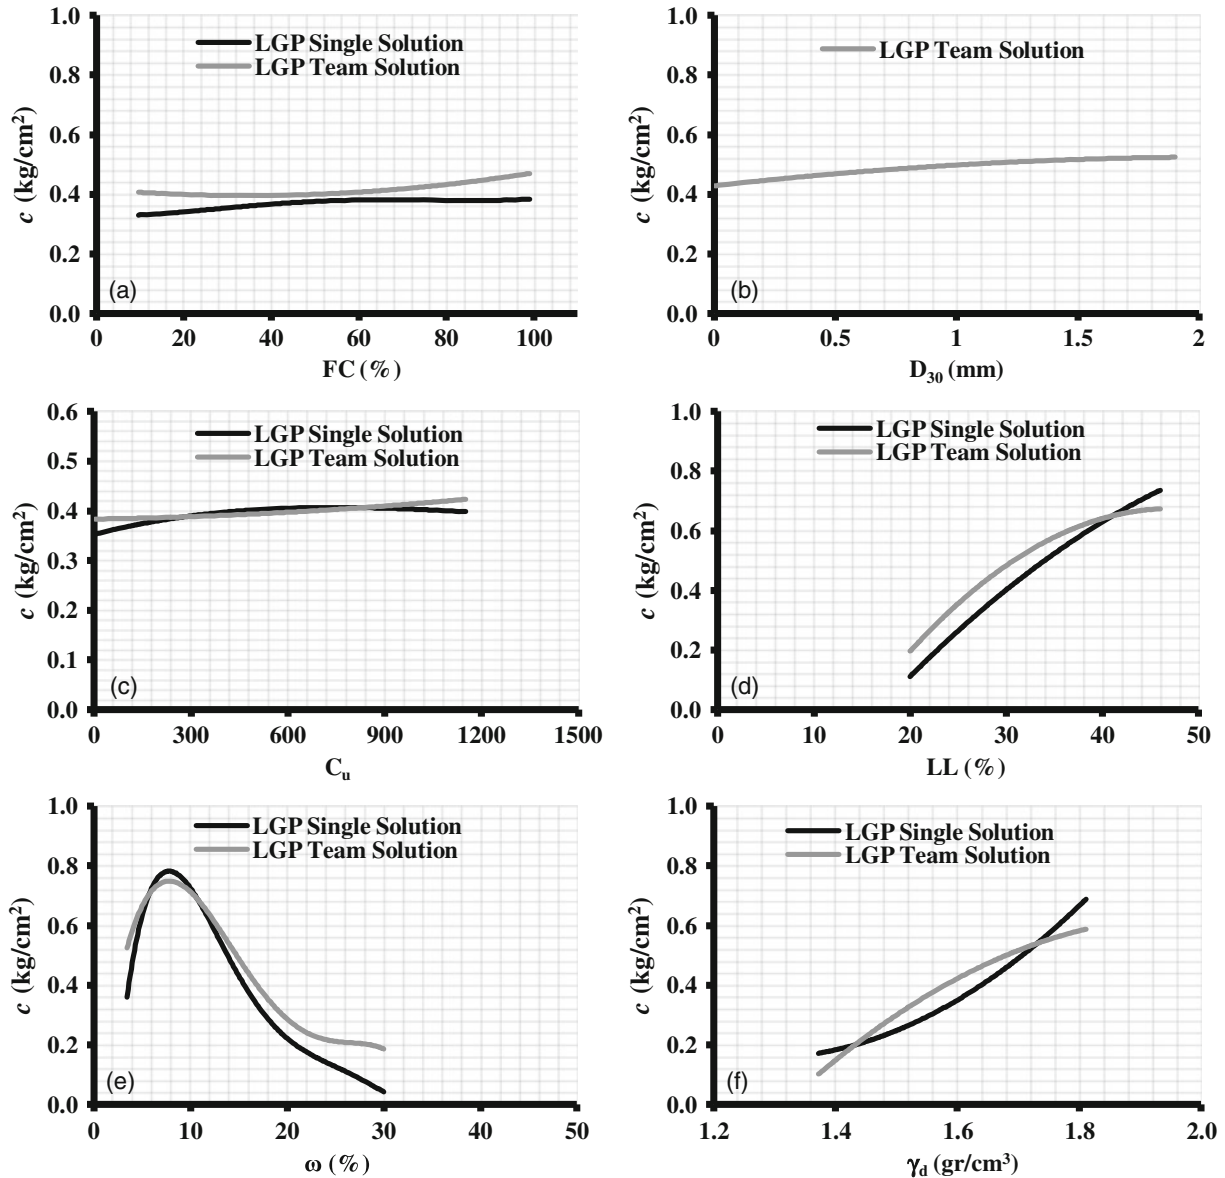 1.0
0.8
0.6
0.4
0.2
0.0
c (kg/cm²)
LGP Single Solution
LGP Team Solution
(a)
0 20 40 60 80 100
FC (%)
1.0
0.8
0.6
0.4
0.2
0.0
c (kg/cm²)
LGP Team Solution
(b)
0 0.5 1 1.5 2
D₃₀ (mm)
0.6
0.5
0.4
0.3
0.2
0.1
0.0
c (kg/cm²)
LGP Single Solution
LGP Team Solution
(c)
0 300 600 900 1200 1500
Cᵤ
1.0
0.8
0.6
0.4
0.2
0.0
c (kg/cm²)
LGP Single Solution
LGP Team Solution
(d)
0 10 20 30 40 50
LL (%)
1.0
0.8
0.6
0.4
0.2
0.0
c (kg/cm²)
LGP Single Solution
LGP Team Solution
(e)
0 10 20 30 40 50
ω (%)
1.0
0.8
0.6
0.4
0.2
0.0
c (kg/cm²)
LGP Single Solution
LGP Team Solution
(f)
1.2 1.4 1.6 1.8 2.0
γd (gr/cm³)